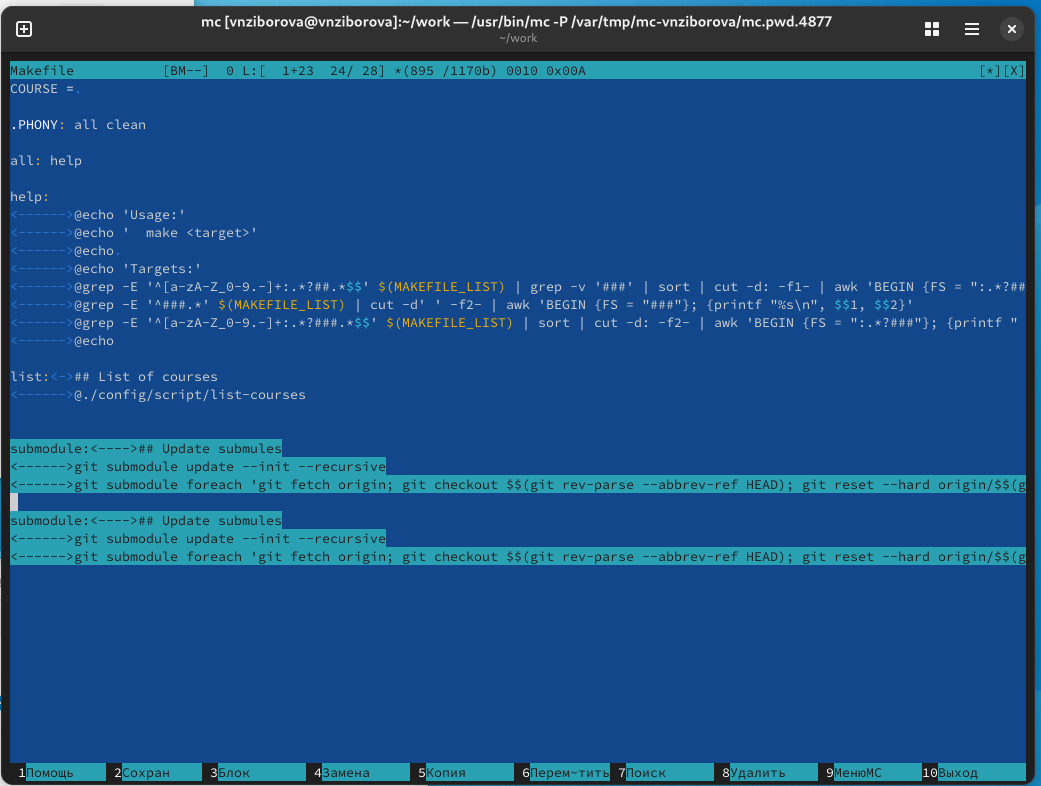 mc [vnziborova@vnziborova]:~/work — /usr/bin/mc -P /var/tmp/mc-vnziborova/mc.pwd.4877
~/work
Makefile [BM--] 0 L:[ 1+23 24/ 28] *(895 /1170b) 0010 0x00A [*][X]
COURSE =.
.PHONY: all clean
all: help
help:
<------>@echo 'Usage:'
<------>@echo '  make <target>'
<------>@echo.
<------>@echo 'Targets:'
<------>@grep -E '^[a-zA-Z_0-9.-]+:.*?##.*$$' $(MAKEFILE_LIST) | grep -v '###' | sort | cut -d: -f1- | awk 'BEGIN {FS = ":.*?##
<------>@grep -E '^###.*' $(MAKEFILE_LIST) | cut -d' ' -f2- | awk 'BEGIN {FS = "###"}; {printf "%s\n", $$1, $$2}'
<------>@grep -E '^[a-zA-Z_0-9.-]+:.*?###.*$$' $(MAKEFILE_LIST) | sort | cut -d: -f2- | awk 'BEGIN {FS = ":.*?###"}; {printf "
<------>@echo
list:<->## List of courses
<------>@./config/script/list-courses
submodule:<---->## Update submules
<------>git submodule update --init --recursive
<------>git submodule foreach 'git fetch origin; git checkout $$(git rev-parse --abbrev-ref HEAD); git reset --hard origin/$$(g
submodule:<---->## Update submules
<------>git submodule update --init --recursive
<------>git submodule foreach 'git fetch origin; git checkout $$(git rev-parse --abbrev-ref HEAD); git reset --hard origin/$$(g
1Помощь 2Сохран 3Блок 4Замена 5Копия 6Перем~тить 7Поиск 8Удалить 9МенюMC 10Выход